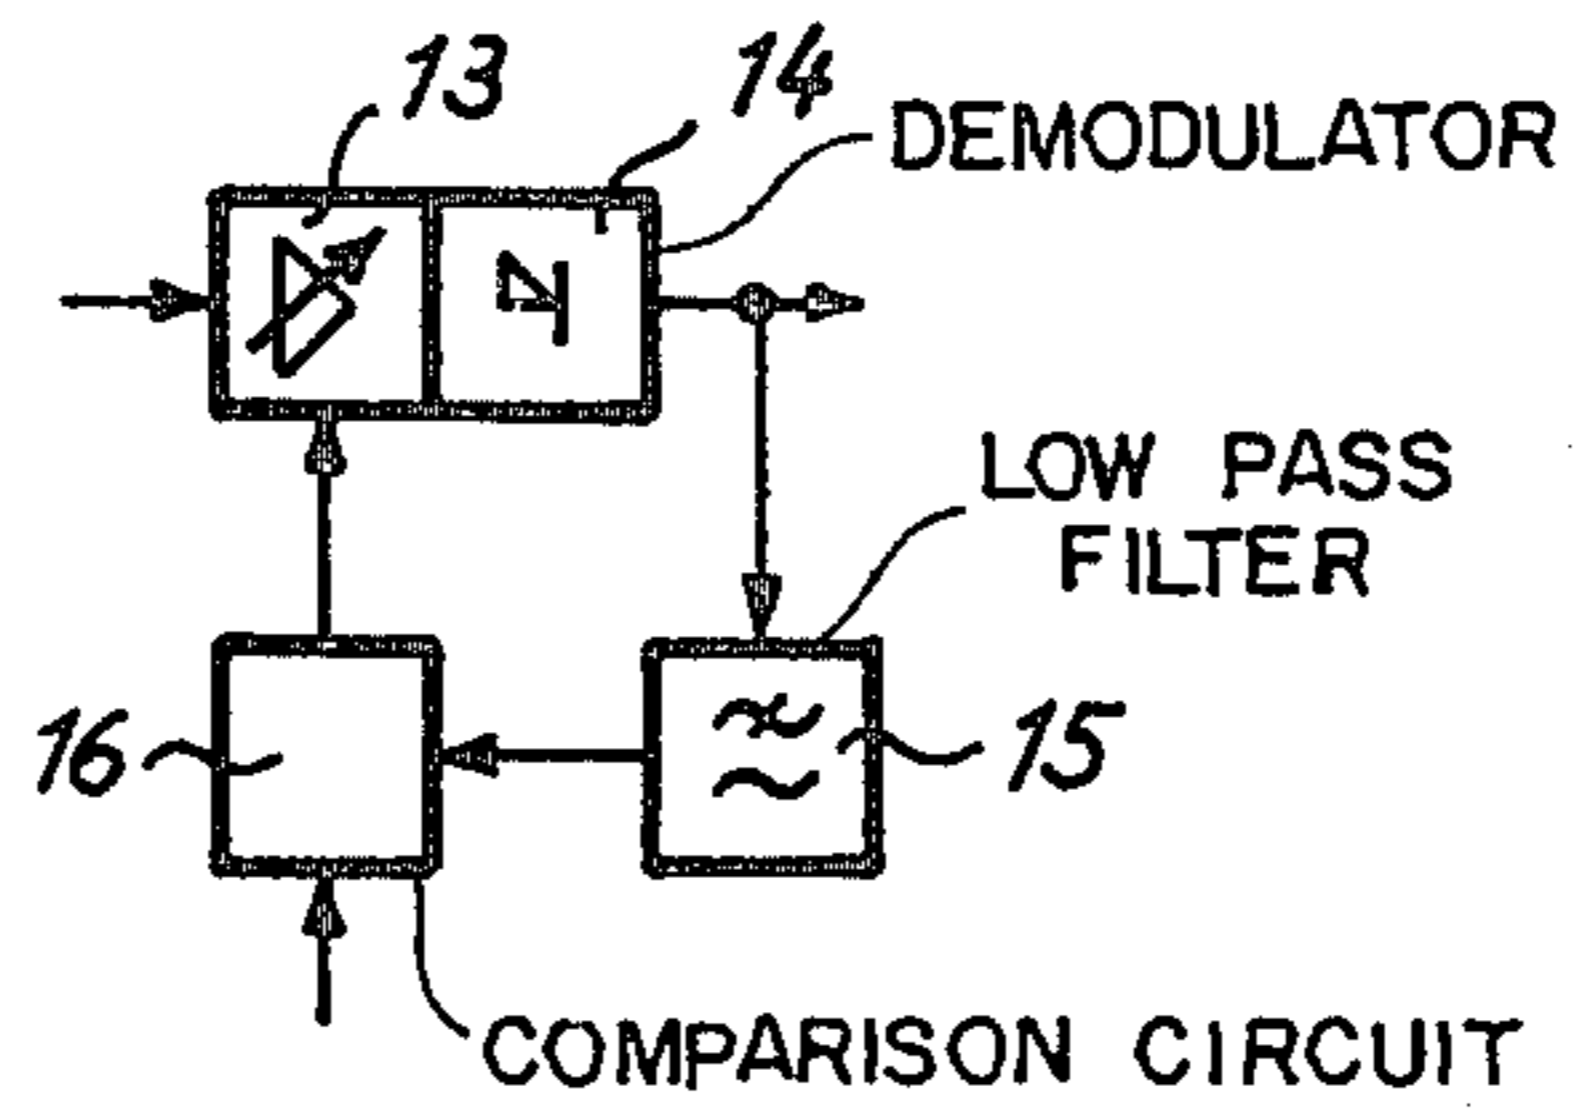 13
14
DEMODULATOR
LOW PASS
FILTER
16
15
COMPARISON CIRCUIT